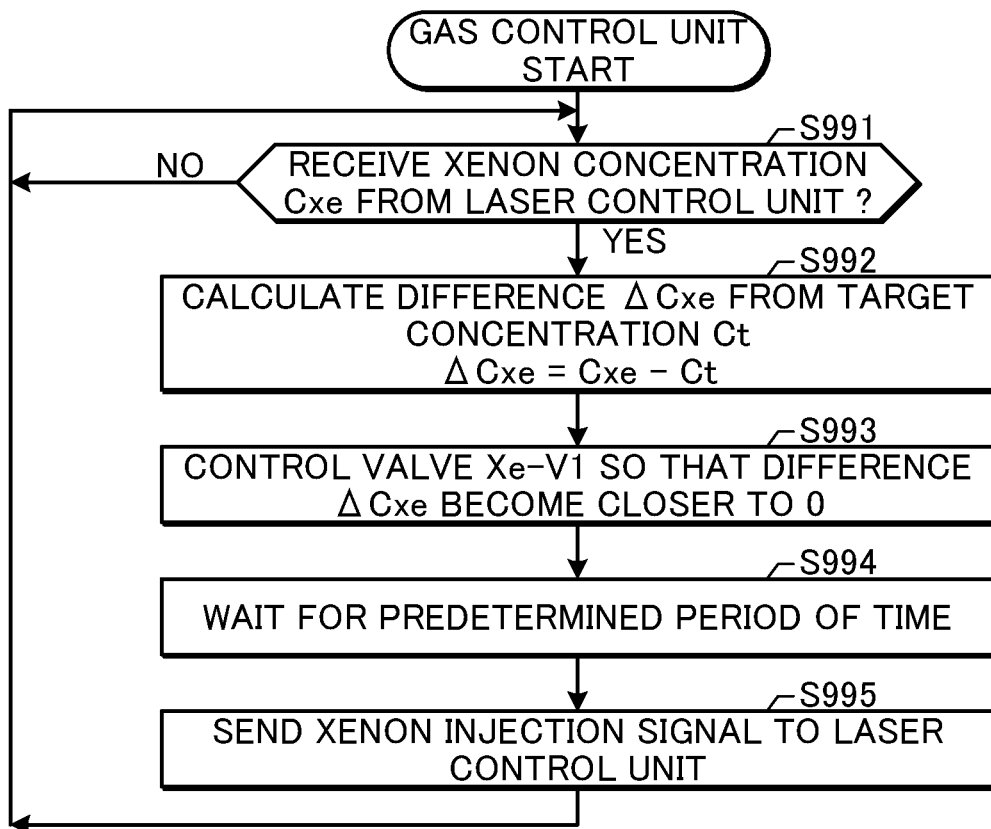 GAS CONTROL UNIT
START
S991
NO
RECEIVE XENON CONCENTRATION
Cxe FROM LASER CONTROL UNIT ?
YES
S992
CALCULATE DIFFERENCE ΔCxe FROM TARGET
CONCENTRATION Ct
ΔCxe = Cxe − Ct
S993
CONTROL VALVE Xe-V1 SO THAT DIFFERENCE
ΔCxe BECOME CLOSER TO 0
S994
WAIT FOR PREDETERMINED PERIOD OF TIME
S995
SEND XENON INJECTION SIGNAL TO LASER
CONTROL UNIT